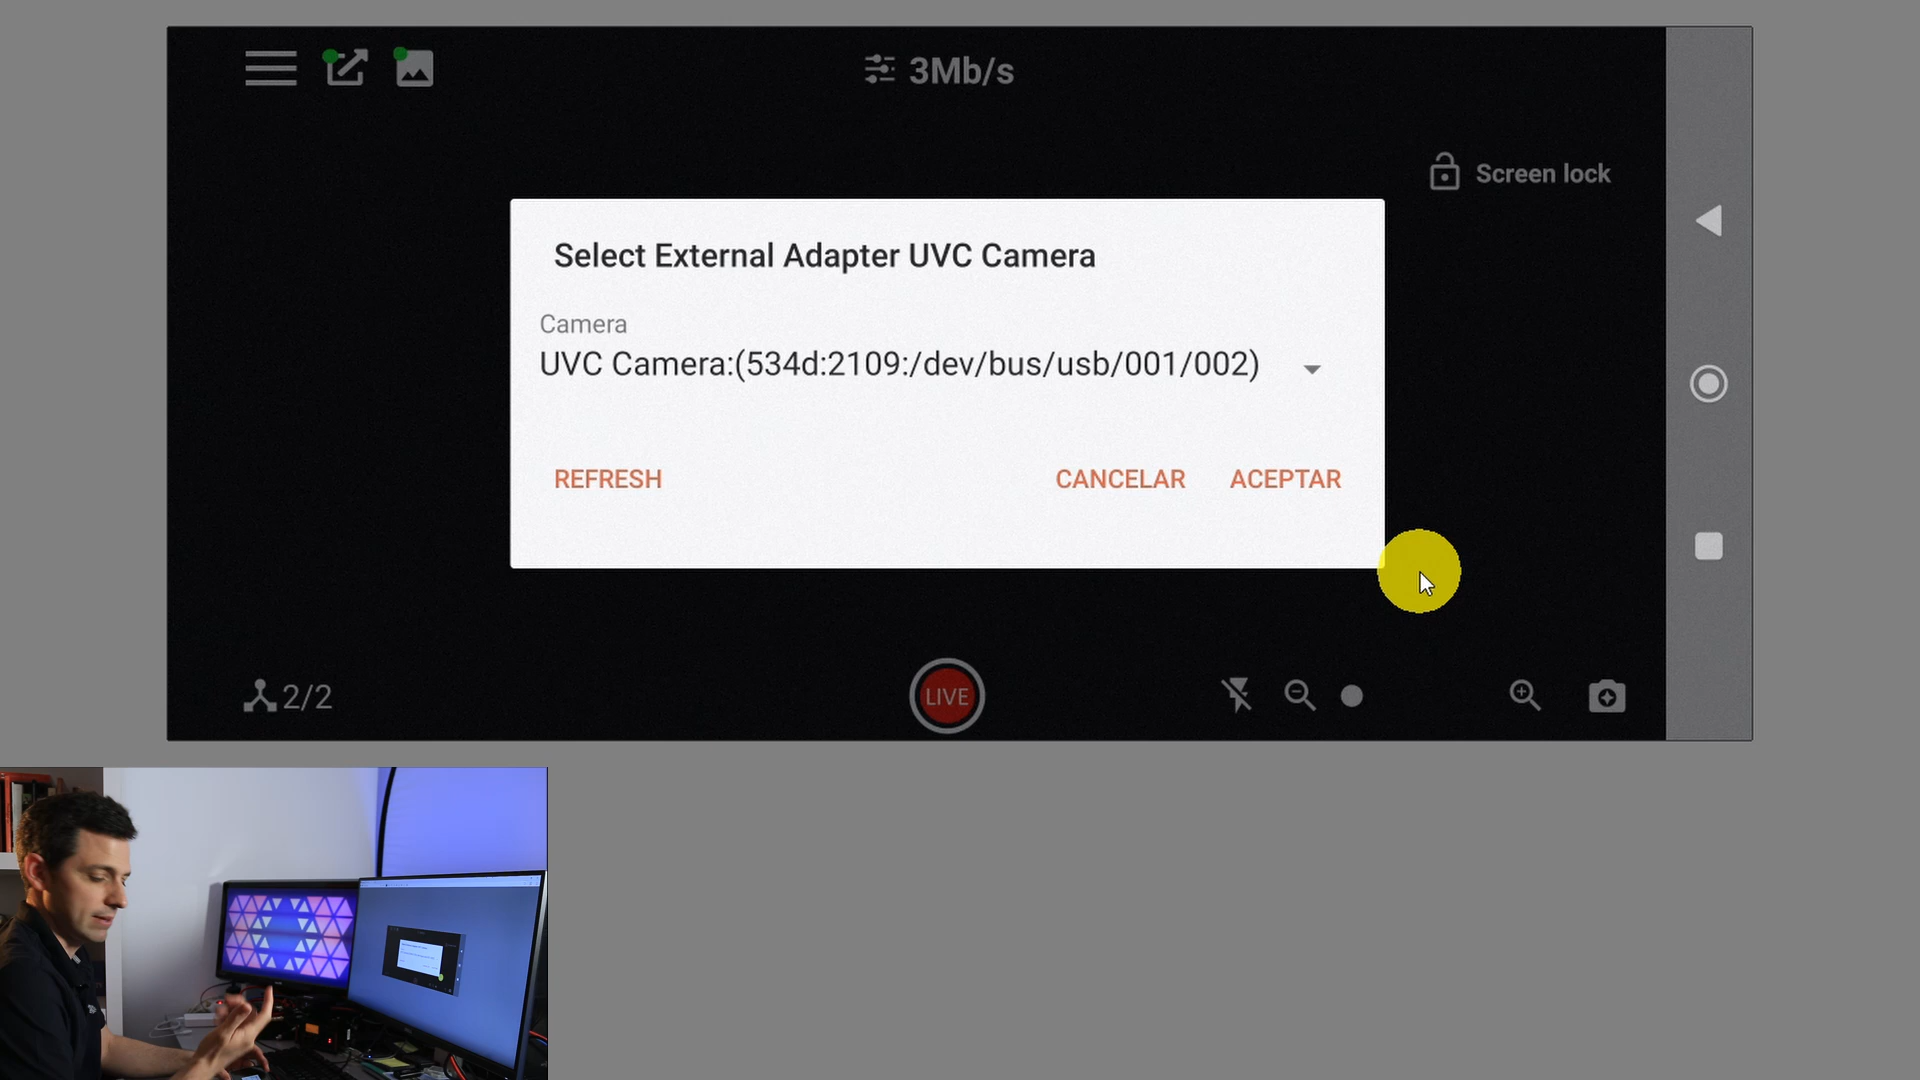 3Mb/s
Screen lock
Select External Adapter UVC Camera
Camera
UVC Camera:(534d:2109:/dev/bus/usb/001/002)
REFRESH CANCELAR ACEPTAR
2/2
LIVE